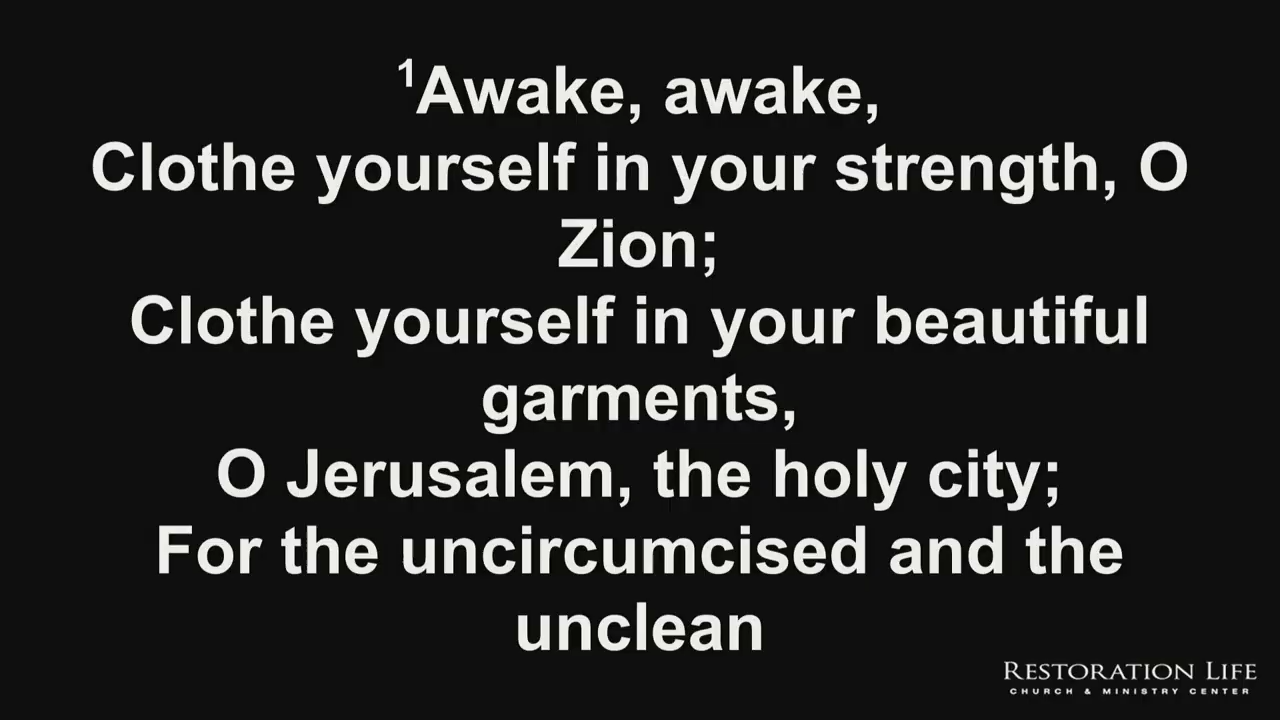 ¹Awake, awake,
Clothe yourself in your strength, O
Zion;
Clothe yourself in your beautiful
garments,
O Jerusalem, the holy city;
For the uncircumcised and the
unclean
RESTORATION LIFE
CHURCH & MINISTRY CENTER